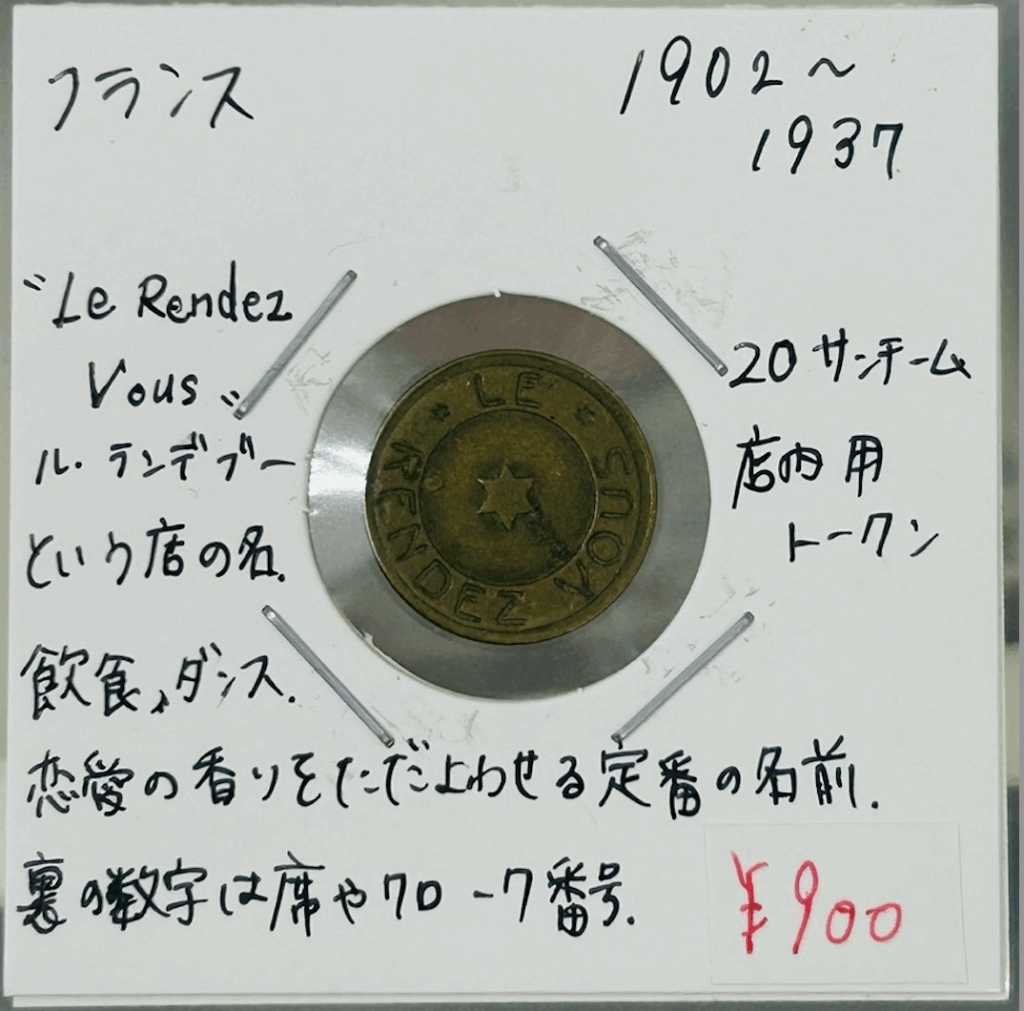 フランス
1902～
1937
"Le Rendez
Vous"
ル・ランデブー
という店の名.
20サンチーム
店内用
トークン
LE
RENDEZ VOUS
飲食、ダンス.
恋愛の香りをただよわせる定番の名前.
裏の数字は席やクローク番号.
¥900